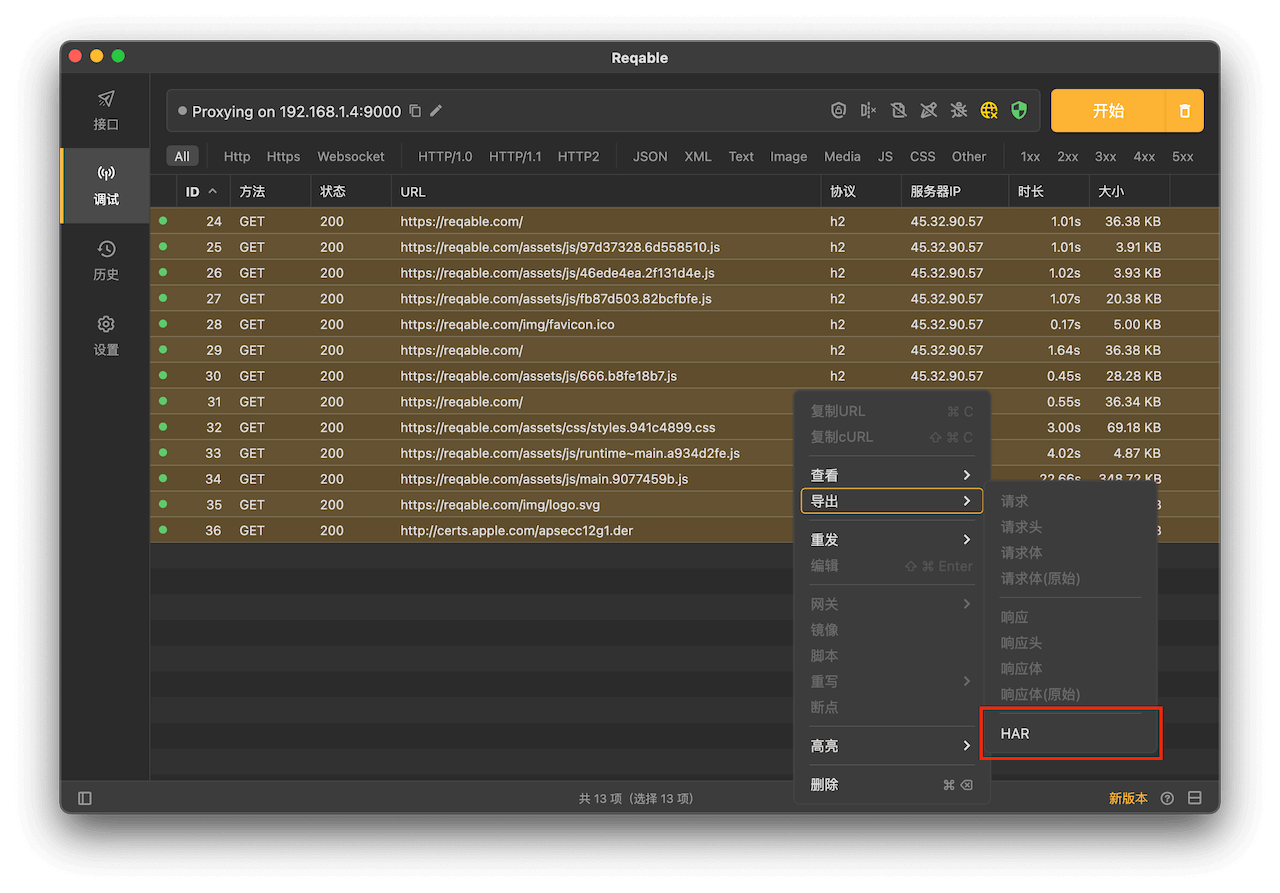 Reqable
接口
调试
历史
设置
Proxying on 192.168.1.4:9000
开始
All Http Https Websocket HTTP/1.0 HTTP/1.1 HTTP2 JSON XML Text Image Media JS CSS Other 1xx 2xx 3xx 4xx 5xx
ID 方法 状态 URL 协议 服务器IP 时长 大小
24 GET 200 https://reqable.com/ h2 45.32.90.57 1.01s 36.38 KB
25 GET 200 https://reqable.com/assets/js/97d37328.6d558510.js h2 45.32.90.57 1.01s 3.91 KB
26 GET 200 https://reqable.com/assets/js/46ede4ea.2f131d4e.js h2 45.32.90.57 1.02s 3.93 KB
27 GET 200 https://reqable.com/assets/js/fb87d503.82bcfbfe.js h2 45.32.90.57 1.07s 20.38 KB
28 GET 200 https://reqable.com/img/favicon.ico h2 45.32.90.57 0.17s 5.00 KB
29 GET 200 https://reqable.com/ h2 45.32.90.57 1.64s 36.38 KB
30 GET 200 https://reqable.com/assets/js/666.b8fe18b7.js h2 45.32.90.57 0.45s 28.28 KB
31 GET 200 https://reqable.com/ 0.55s 36.34 KB
32 GET 200 https://reqable.com/assets/css/styles.941c4899.css 3.00s 69.18 KB
33 GET 200 https://reqable.com/assets/js/runtime~main.a934d2fe.js 4.02s 4.87 KB
34 GET 200 https://reqable.com/assets/js/main.9077459b.js 22.66s 348.72 KB
35 GET 200 https://reqable.com/img/logo.svg
36 GET 200 http://certs.apple.com/apsecc12g1.der
复制URL ⌘ C
复制cURL ⇧ ⌘ C
查看
导出
重发
编辑 ⇧ ⌘ Enter
网关
镜像
脚本
重写
断点
高亮
删除 ⌘ ⌫
请求
请求头
请求体
请求体(原始)
响应
响应头
响应体
响应体(原始)
HAR
共 13 项（选择 13 项）
新版本